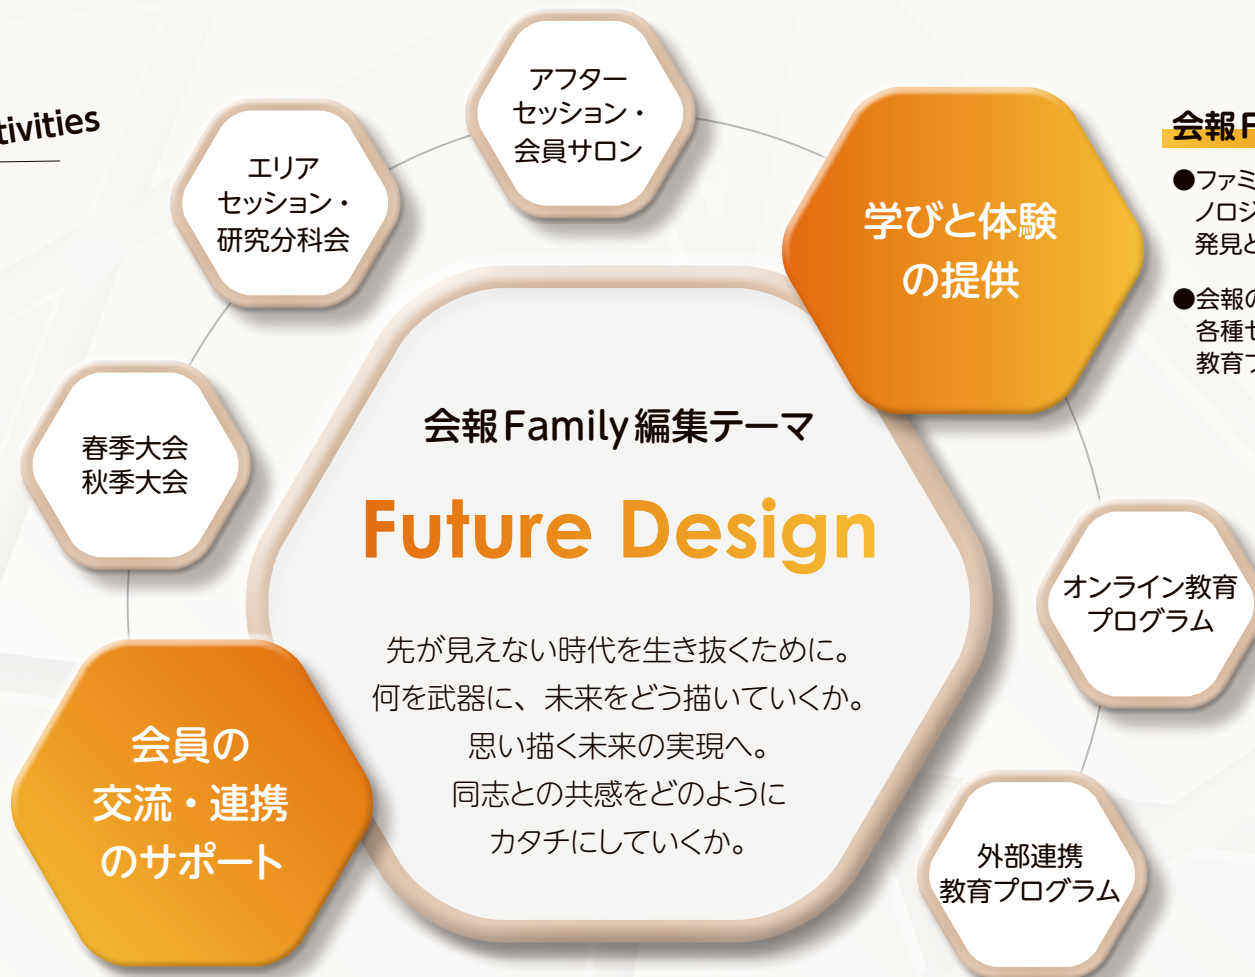 tivities
アフター
セッション・
会員サロン
エリア
セッション・
研究分科会
春季大会
秋季大会
会員の
交流・連携
のサポート
会報Family編集テーマ
Future Design
先が見えない時代を生き抜くために。
何を武器に、未来をどう描いていくか。
思い描く未来の実現へ。
同志との共感をどのように
カタチにしていくか。
学びと体験
の提供
オンライン教育
プログラム
外部連携
教育プログラム
会報F
●ファミ
ノロジ
発見と
●会報の
各種セ
教育プ